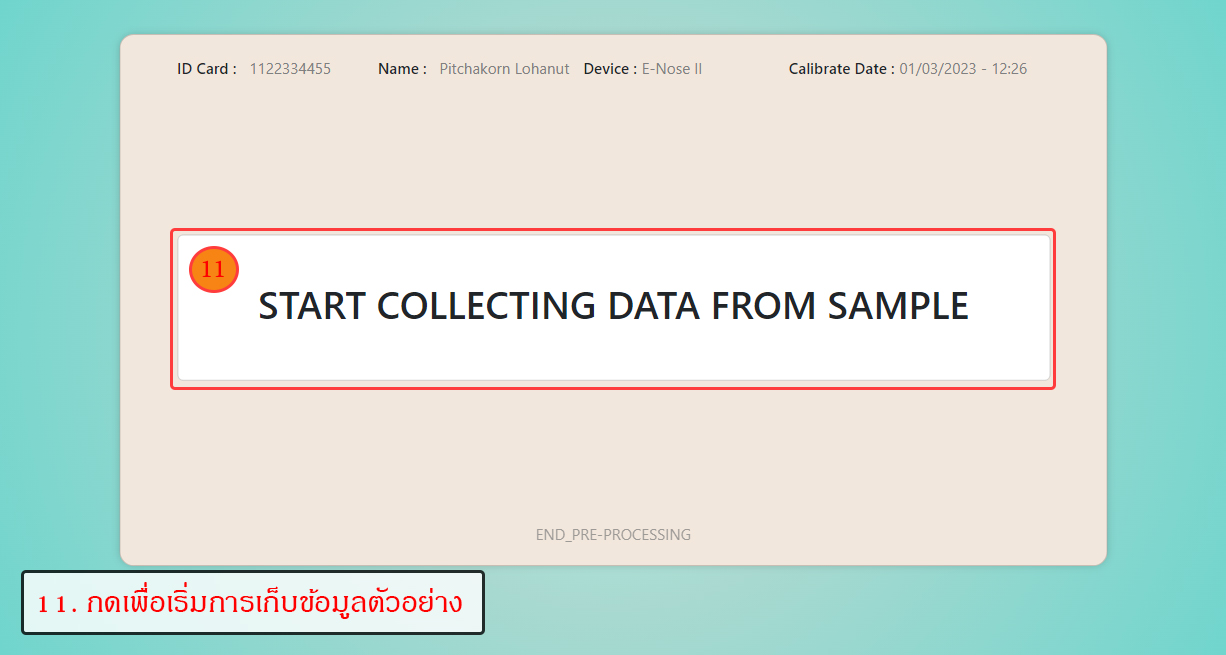 ID Card : 1122334455 Name : Pitchakorn Lohanut Device : E-Nose II Calibrate Date : 01/03/2023 - 12:26
11
START COLLECTING DATA FROM SAMPLE
END_PRE-PROCESSING
11. กดเพื่อเริ่มการเก็บข้อมูลตัวอย่าง